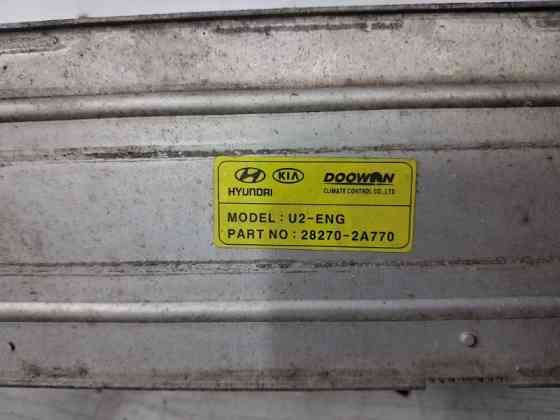 HYUNDAI KIA DOOWON
CLIMATE CONTROL CO., LTD
MODEL : U2-ENG
PART NO : 28270-2A770